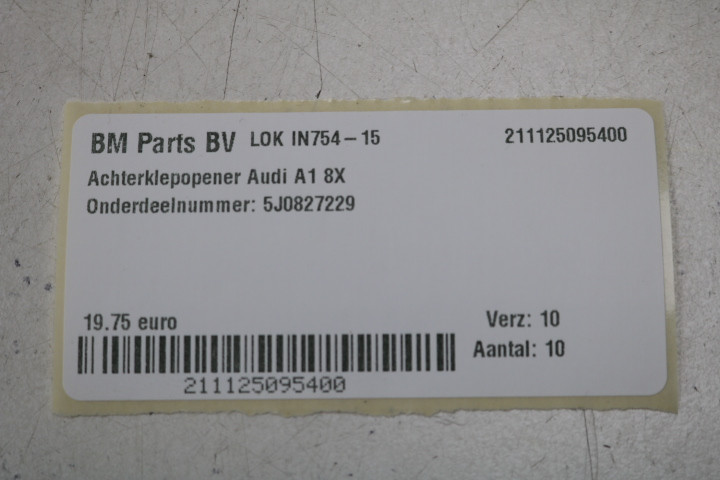 BM Parts BV LOK IN754-15 211125095400
Achterklepopener Audi A1 8X
Onderdeelnummer: 5J0827229
19.75 euro Verz: 10
Aantal: 10
211125095400